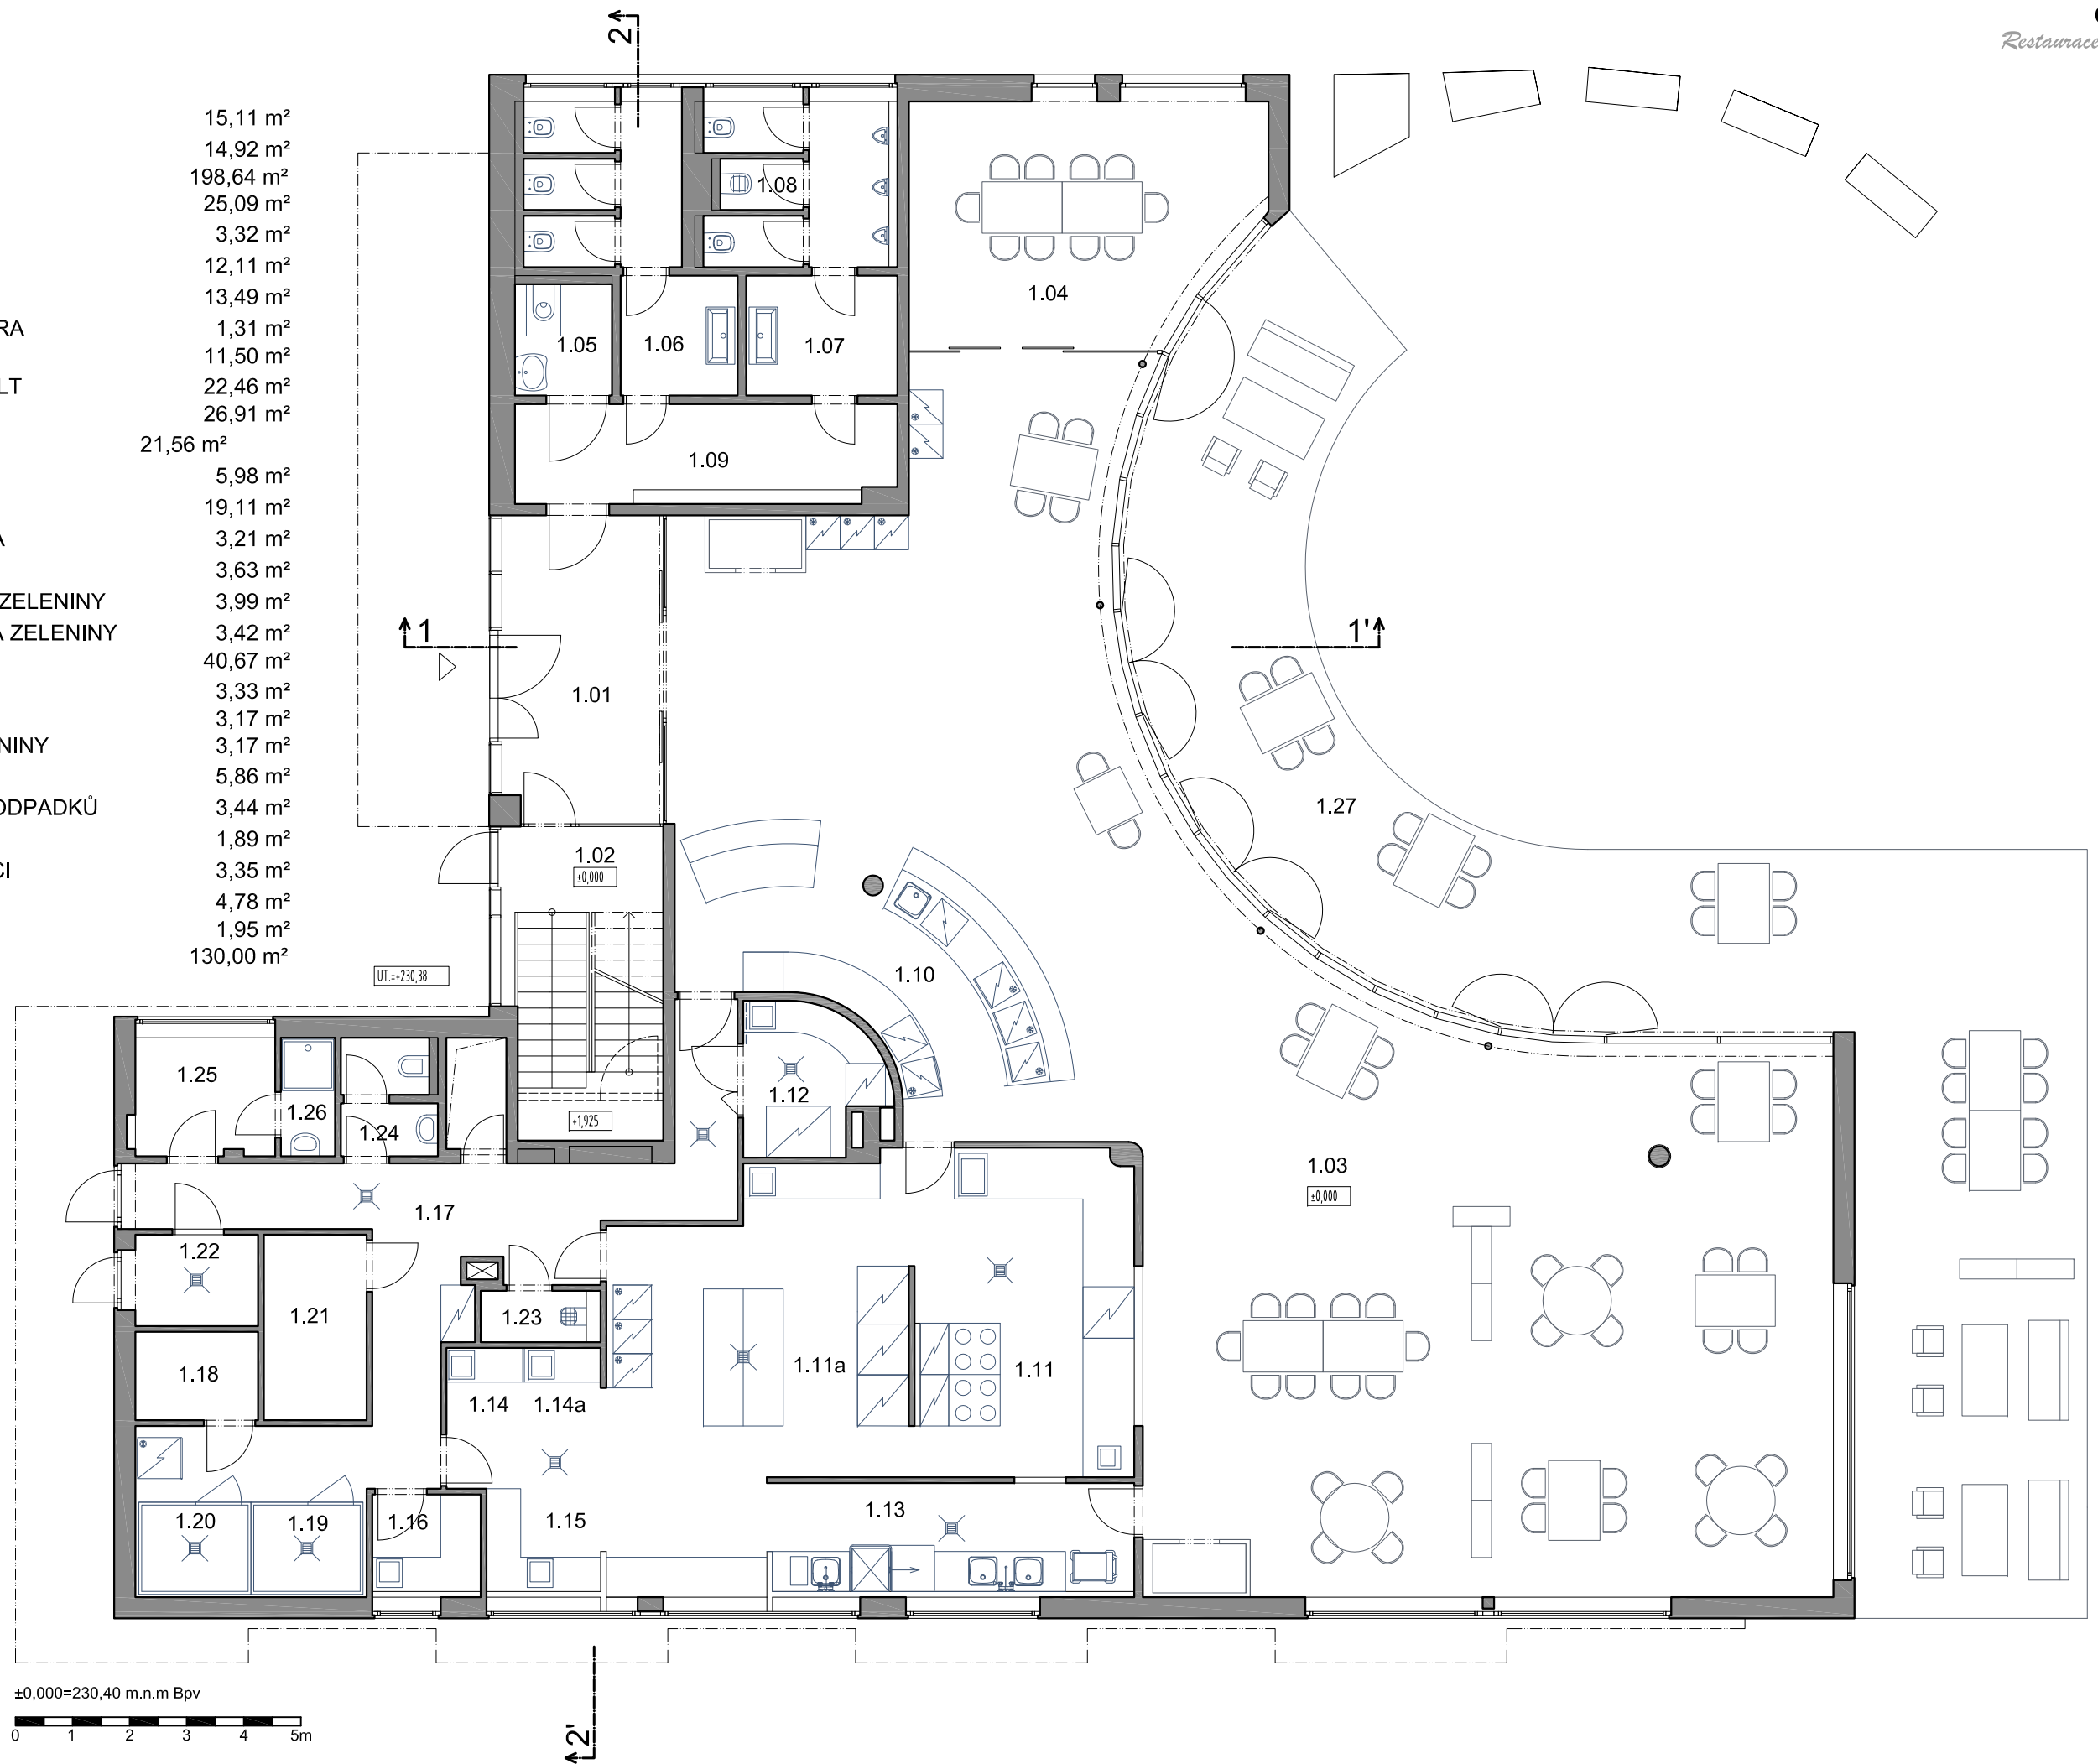 Restaurace
15,11 m²
14,92 m²
198,64 m²
25,09 m²
3,32 m²
12,11 m²
13,49 m²
RA 1,31 m²
11,50 m²
LT 22,46 m²
26,91 m²
21,56 m²
5,98 m²
19,11 m²
A 3,21 m²
3,63 m²
ZELENINY 3,99 m²
A ZELENINY 3,42 m²
40,67 m²
3,33 m²
3,17 m²
NINY 3,17 m²
5,86 m²
ODPADKŮ 3,44 m²
1,89 m²
CI 3,35 m²
4,78 m²
1,95 m²
130,00 m²
2
1.08
1.04
1.05
1.06
1.07
1.09
1
1'
1.01
1.27
1.02
±0,000
1.10
UT.=+230,38
1.25
1.12
1.26
1.24
+1,925
1.03
±0,000
1.17
1.22
1.21
1.23
1.18
1.11a
1.11
1.14
1.14a
1.13
1.20
1.19
1.16
1.15
±0,000=230,40 m.n.m Bpv
0 1 2 3 4 5m
2'